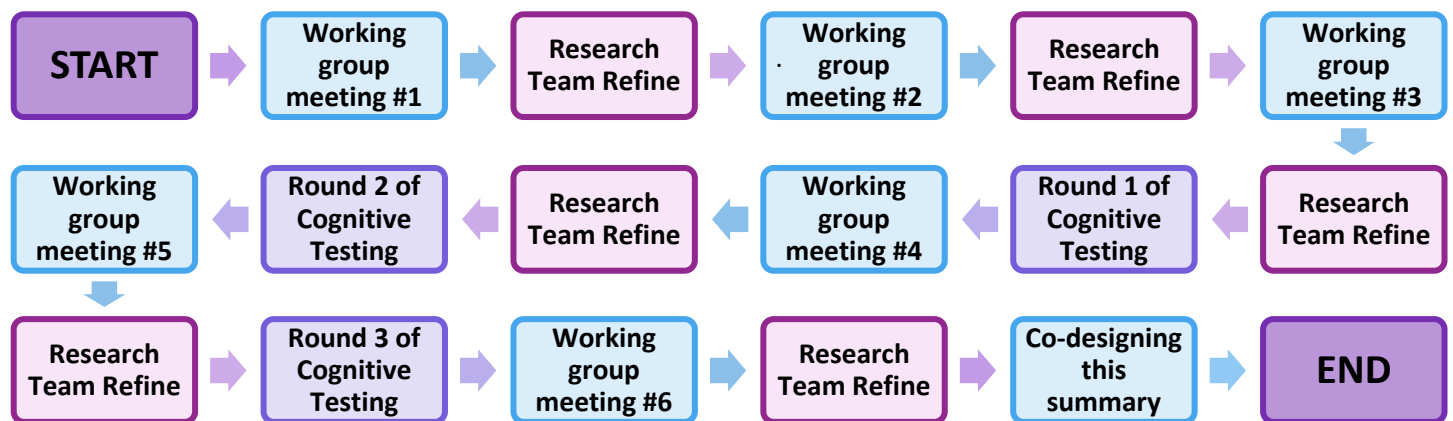 START
Working
group
meeting #1
Research
Team Refine
Working
group
meeting #2
Research
Team Refine
Working
group
meeting #3
Research
Team Refine
Round 1 of
Cognitive
Testing
Working
group
meeting #4
Research
Team Refine
Round 2 of
Cognitive
Testing
Working
group
meeting #5
Research
Team Refine
Round 3 of
Cognitive
Testing
Working
group
meeting #6
Research
Team Refine
Co-designing
this
summary
END